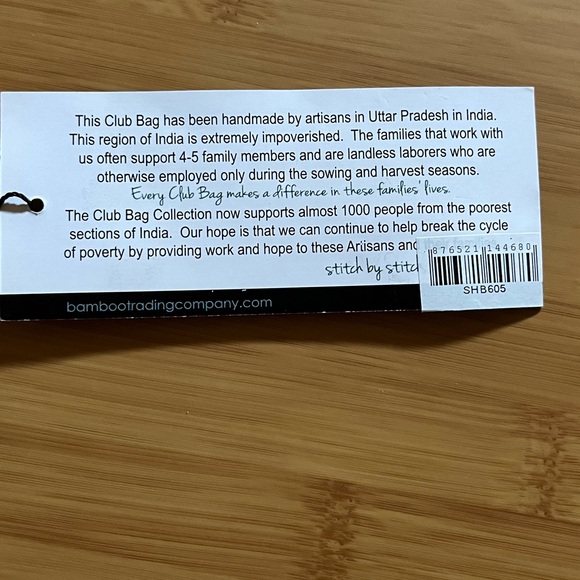 This Club Bag has been handmade by artisans in Uttar Pradesh in India.
This region of India is extremely impoverished. The families that work with
us often support 4-5 family members and are landless laborers who are
otherwise employed only during the sowing and harvest seasons.
Every Club Bag makes a difference in these families' lives.
The Club Bag Collection now supports almost 1000 people from the poorest
sections of India. Our hope is that we can continue to help break the cycle
of poverty by providing work and hope to these Artisans and
stitch by stitch
8 76521 14468 0
SHB605
bambootradingcompany.com